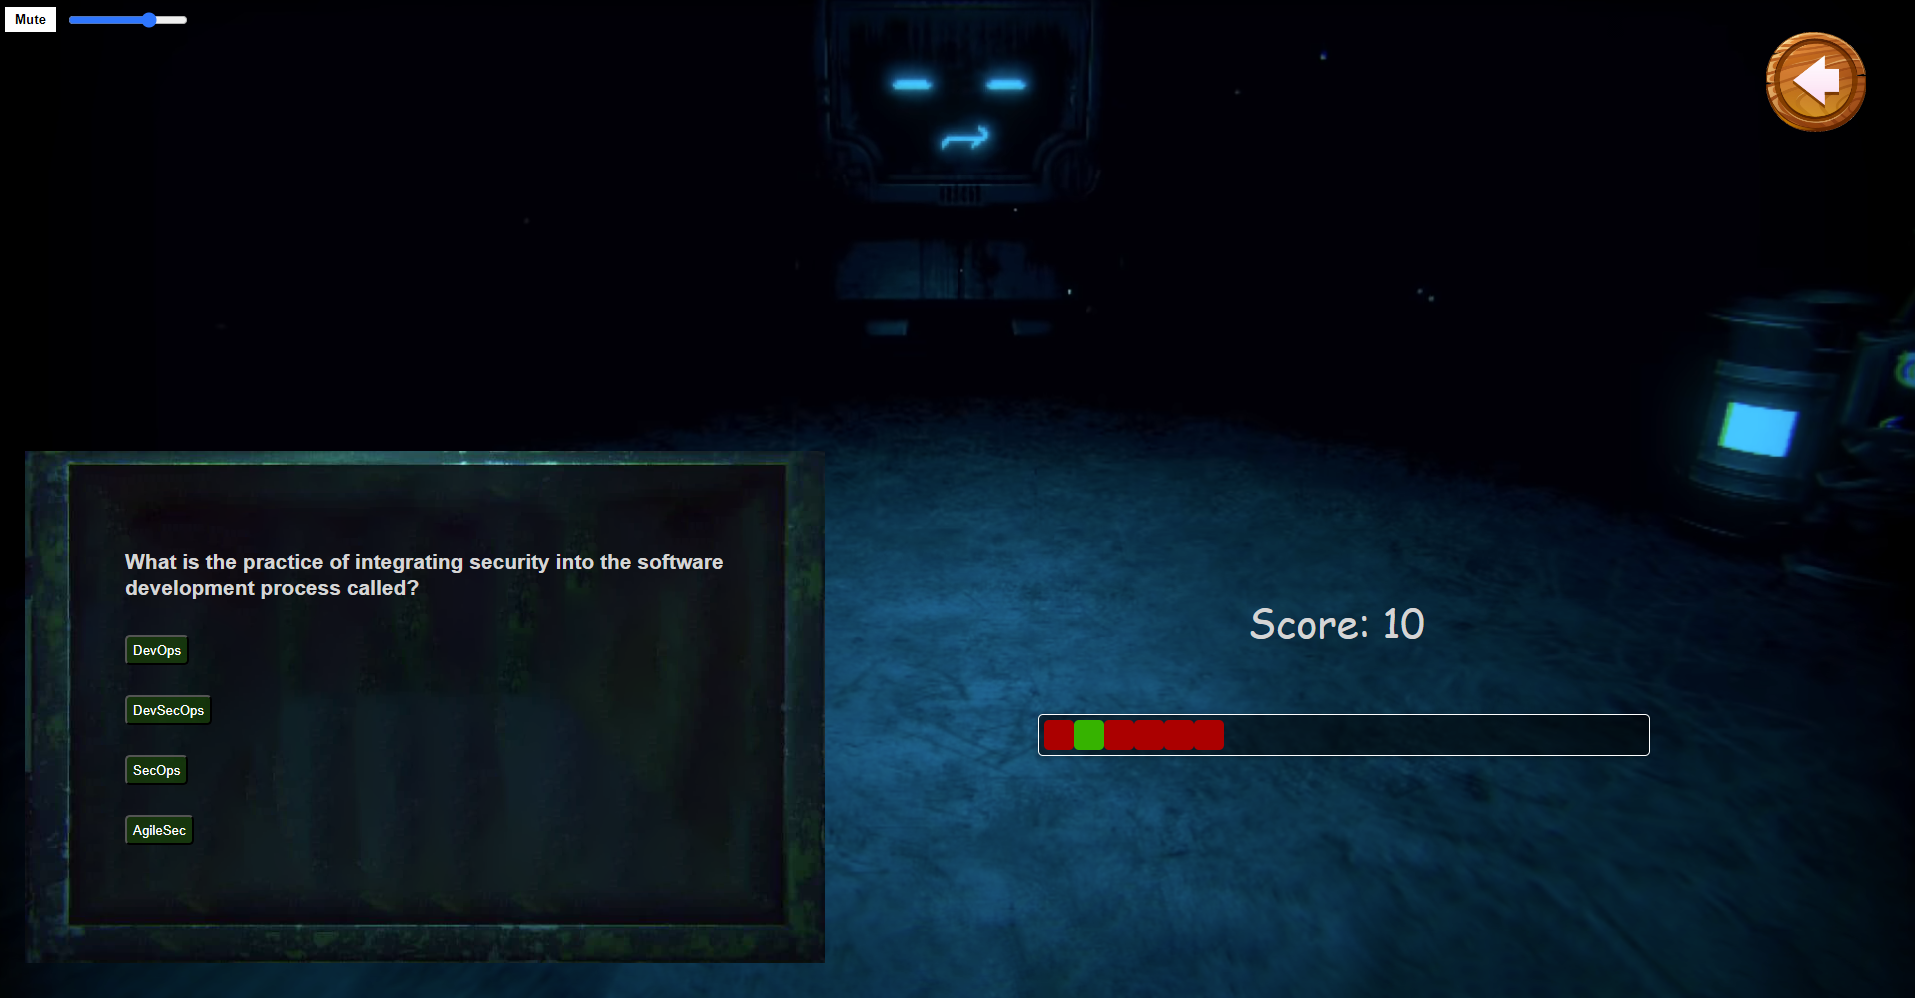 Mute
What is the practice of integrating security into the software
development process called?
DevOps
DevSecOps
SecOps
AgileSec
Score: 10